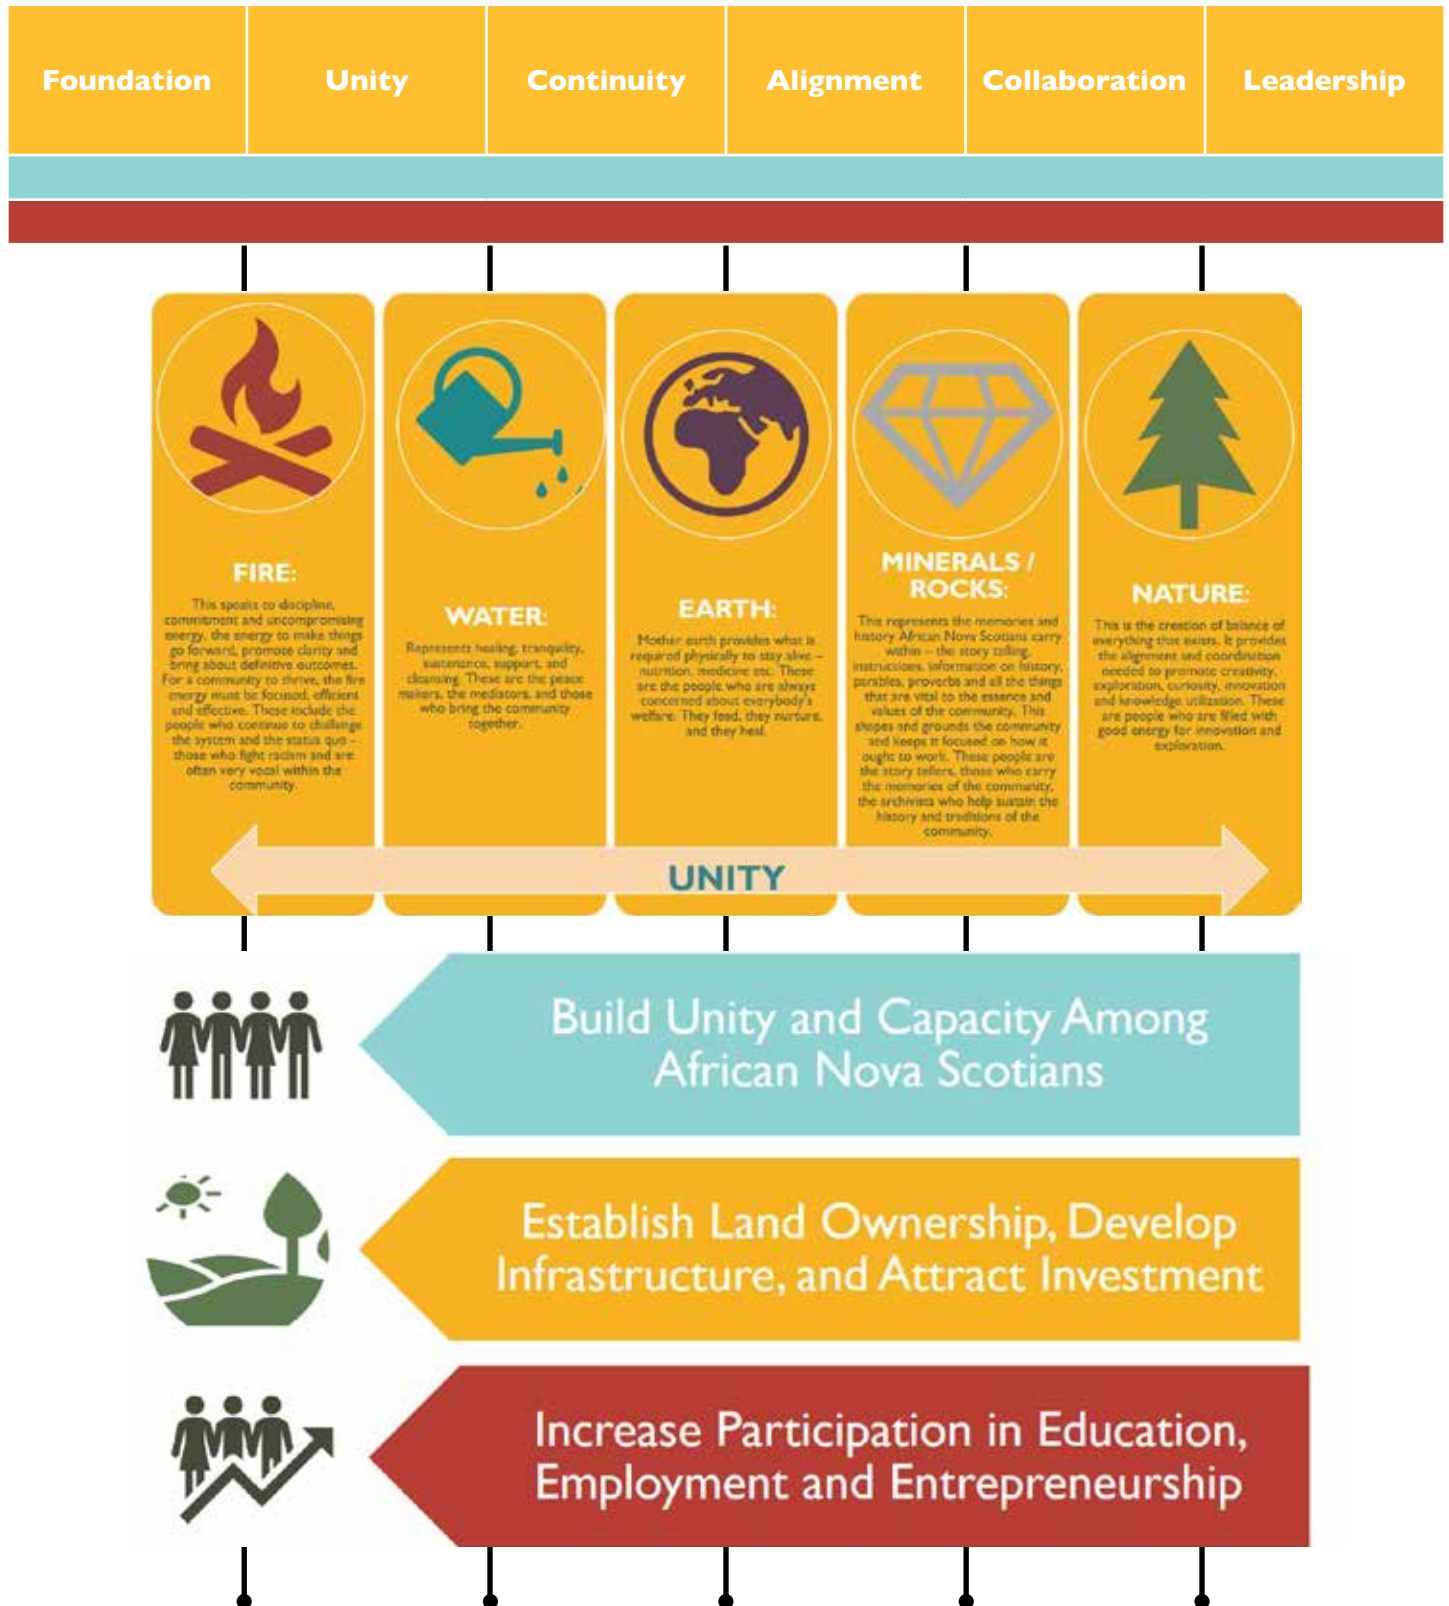 Foundation
Unity
Continuity
Alignment
Collaboration
Leadership
FIRE:
This speaks to discipline,
commitment and uncompromising
energy, the energy to make things
go forward, promote clarity and
bring about definitive outcomes.
For a community to thrive, the fire
energy must be focused, efficient
and effective. These include the
people who continue to challenge
the system and the status quo –
those who fight racism and are
often very vocal within the
community.
WATER:
Represents healing, tranquility,
sustenance, support, and
cleansing. These are the peace
makers, the mediators, and those
who bring the community
together.
EARTH:
Mother earth provides what is
required physically to stay alive –
nutrition, medicine etc. These
are the people who are always
concerned about everybody's
welfare. They feed, they nurture,
and they heal.
MINERALS /
ROCKS:
This represents the memories and
history African Nova Scotians carry
within – the story telling,
instructions, information on history,
parables, proverbs and all the things
that are vital to the essence and
values of the community. This
shapes and grounds the community
and keeps it focused on how it
ought to work. These people are
the story tellers, those who carry
the memories of the community,
the archivists who help sustain the
history and traditions of the
community.
NATURE:
This is the creation of balance of
everything that exists. It provides
the alignment and coordination
needed to promote creativity,
exploration, curiosity, innovation
and knowledge utilization. These
are people who are filled with
good energy for innovation and
exploration.
UNITY
Build Unity and Capacity Among
African Nova Scotians
Establish Land Ownership, Develop
Infrastructure, and Attract Investment
Increase Participation in Education,
Employment and Entrepreneurship